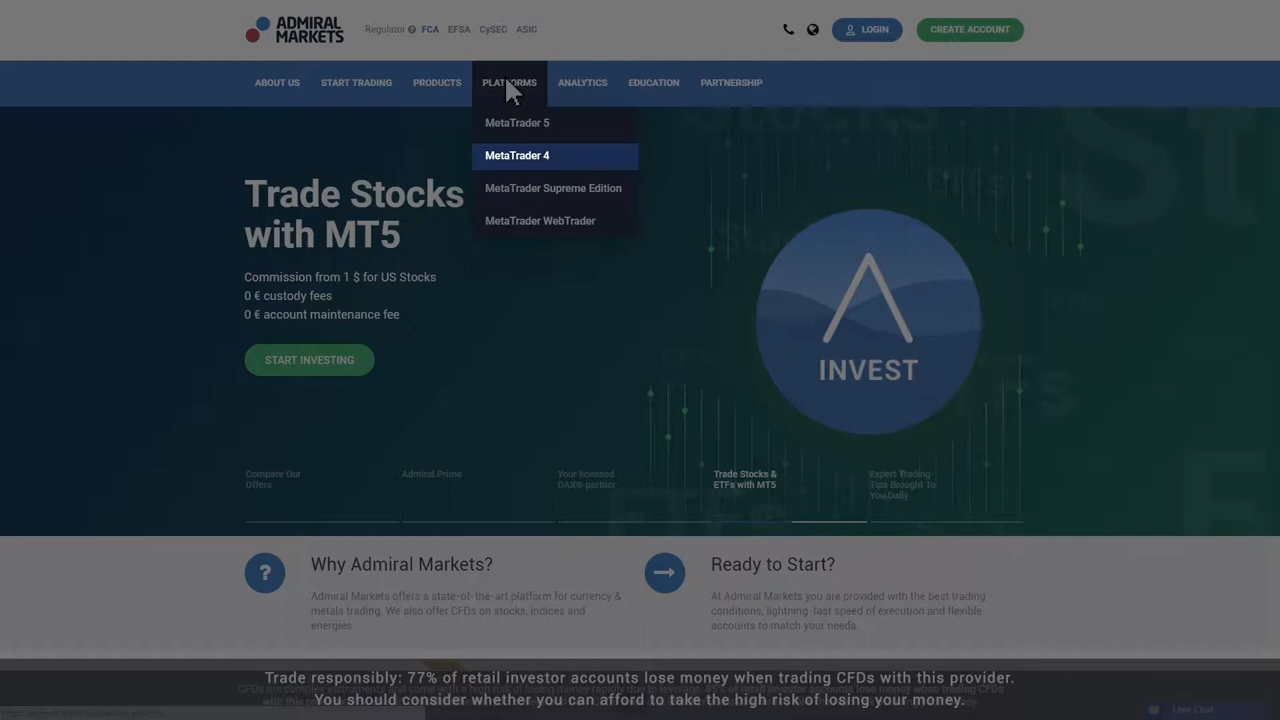 ADMIRAL
MARKETS
Regulator FCA EFSA CySEC ASIC
LOGIN
CREATE ACCOUNT
ABOUT US START TRADING PRODUCTS PLATFORMS ANALYTICS EDUCATION PARTNERSHIP
MetaTrader 5
MetaTrader 4
MetaTrader Supreme Edition
MetaTrader WebTrader
Trade Stocks
with MT5
Commission from 1 $ for US Stocks
0 € custody fees
0 € account maintenance fee
START INVESTING
INVEST
Compare Our
Offers
Admiral.Prime
Your licensed
DAX® partner
Trade Stocks &
ETFs with MT5
Expert Trading
Tips Brought To
You Daily
Why Admiral Markets?
Admiral Markets offers a state-of-the-art platform for currency &
metals trading. We also offer CFDs on stocks, indices and
energies
Ready to Start?
At Admiral Markets you are provided with the best trading
conditions, lightning-fast speed of execution and flexible
accounts to match your needs.
Trade responsibly: 77% of retail investor accounts lose money when trading CFDs with this provider.
You should consider whether you can afford to take the high risk of losing your money.
Live Chat